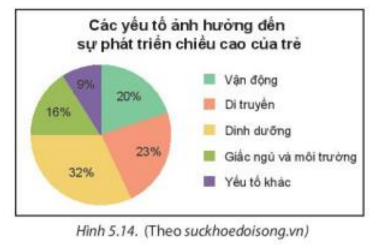 Các yếu tố ảnh hưởng đến
sự phát triển chiều cao của trẻ
9%
20%
16%
23%
32%
Vận động
Di truyền
Dinh dưỡng
Giấc ngủ và môi trường
Yếu tố khác
Hình 5.14. (Theo suckhoedoisong.vn)